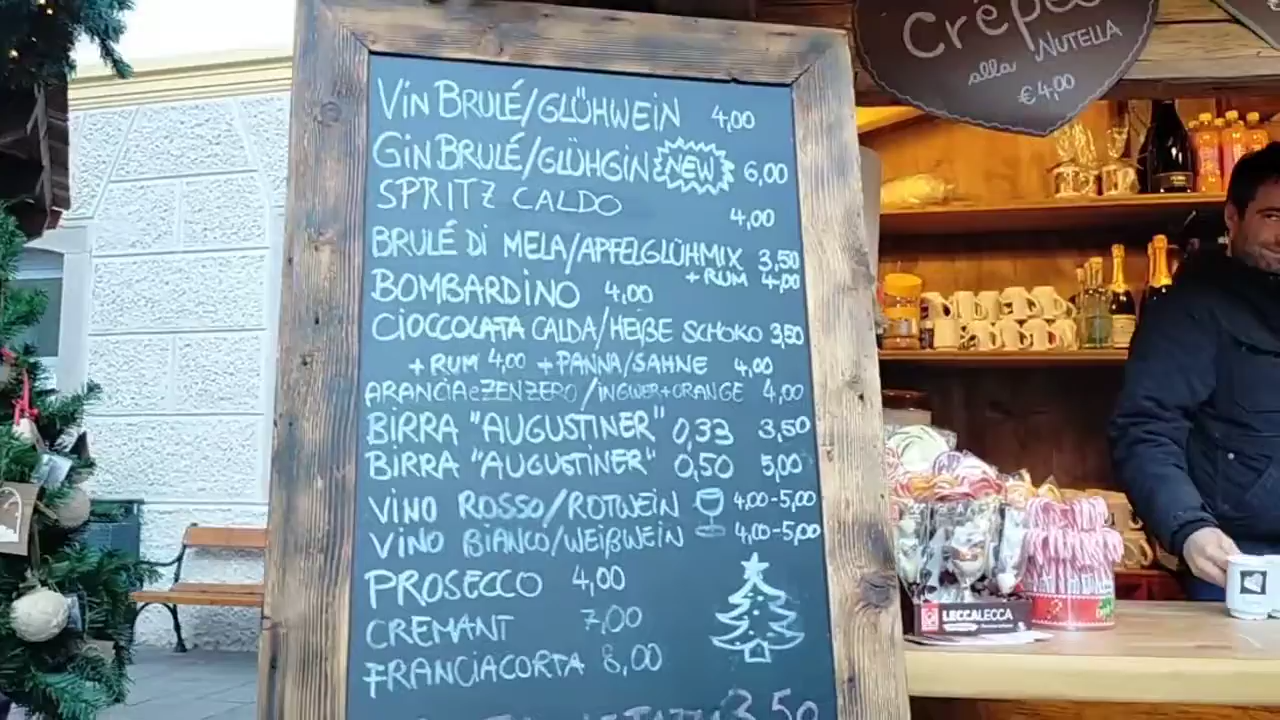 Crêpes
alla NUTELLA
€4,00
ViN BRULÉ/GLÜHWEiN 4,00
GiN BRULÉ/GLÜHGiN NEW 6,00
SPRiTZ CALDO 4,00
BRULÉ Di MELA/APFELGLÜHMIX 3,50
+ RUM 4,00
BOMBARDiNO 4,00
CiOCCOLATA CALDA/HEIßE SCHOKO 3,50
+ RUM 4,00 + PANNA/SAHNE 4,00
ARANCIA e ZENZERO/iNGWER+ORANGE 4,00
BiRRA "AUGUSTiNER" 0,33 3,50
BiRRA "AUGUSTiNER" 0,50 5,00
ViNO ROSSO/ROTWEiN 4,00-5,00
ViNO BiANCO/WEißWEiN 4,00-5,00
PROSECCO 4,00
CREMANT 7,00
FRANCIACORTA 8,00
3,50
LECCALECCA